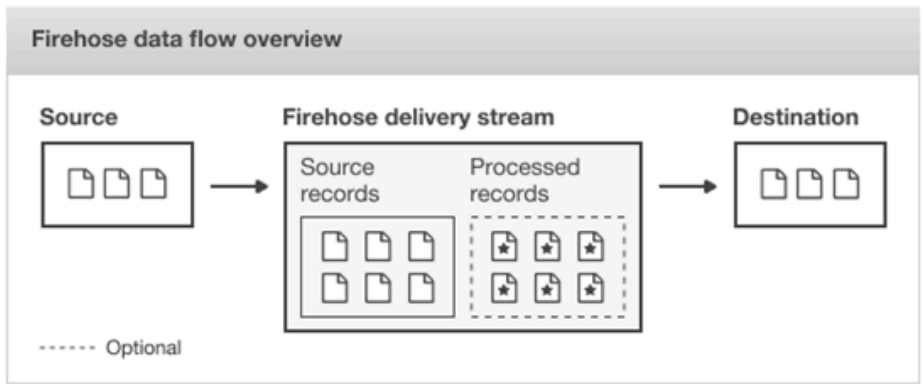 Firehose data flow overview
Source
Firehose delivery stream
Destination
Source
records
Processed
records
Optional